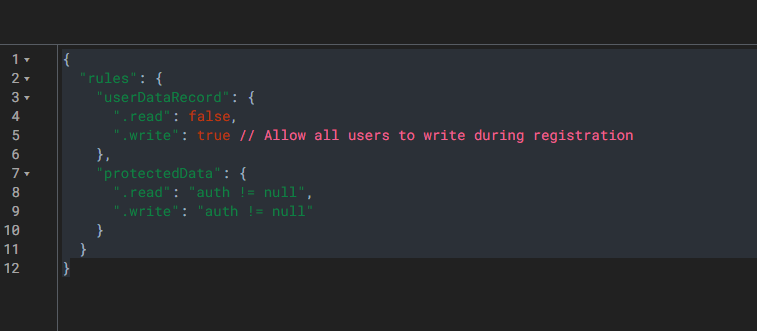 1 {
2 "rules": {
3 "userDataRecord": {
4 ".read": false,
5 ".write": true // Allow all users to write during registration
6 },
7 "protectedData": {
8 ".read": "auth != null",
9 ".write": "auth != null"
10 }
11 }
12 }